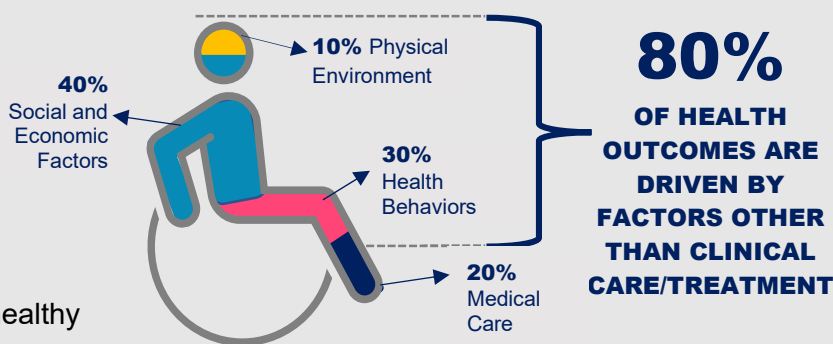 10% Physical
Environment
40%
Social and
Economic
Factors
30%
Health
Behaviors
20%
Medical
Care
80%
OF HEALTH
OUTCOMES ARE
DRIVEN BY
FACTORS OTHER
THAN CLINICAL
CARE/TREATMENT
ealthy